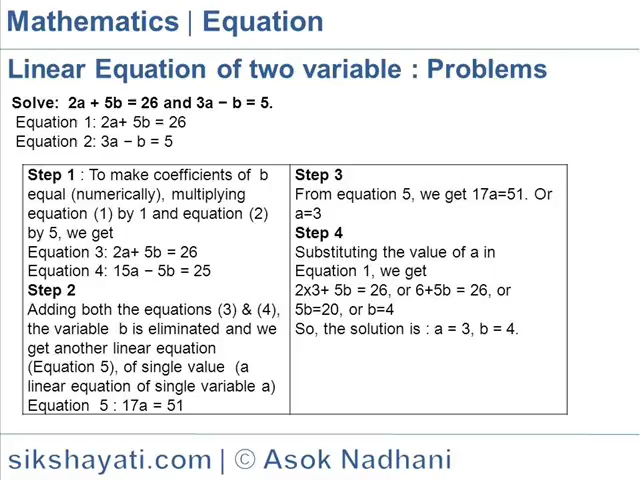 Mathematics | Equation
Linear Equation of two variable : Problems
Solve:  2a + 5b = 26 and 3a − b = 5.
Equation 1: 2a+ 5b = 26
Equation 2: 3a − b = 5
Step 1 : To make coefficients of  b
equal (numerically), multiplying
equation (1) by 1 and equation (2)
by 5, we get
Equation 3: 2a+ 5b = 26
Equation 4: 15a − 5b = 25
Step 2
Adding both the equations (3) & (4),
the variable  b is eliminated and we
get another linear equation
(Equation 5), of single value  (a
linear equation of single variable a)
Equation  5 : 17a = 51
Step 3
From equation 5, we get 17a=51. Or
a=3
Step 4
Substituting the value of a in
Equation 1, we get
2x3+ 5b = 26, or 6+5b = 26, or
5b=20, or b=4
So, the solution is : a = 3, b = 4.
sikshayati.com | © Asok Nadhani